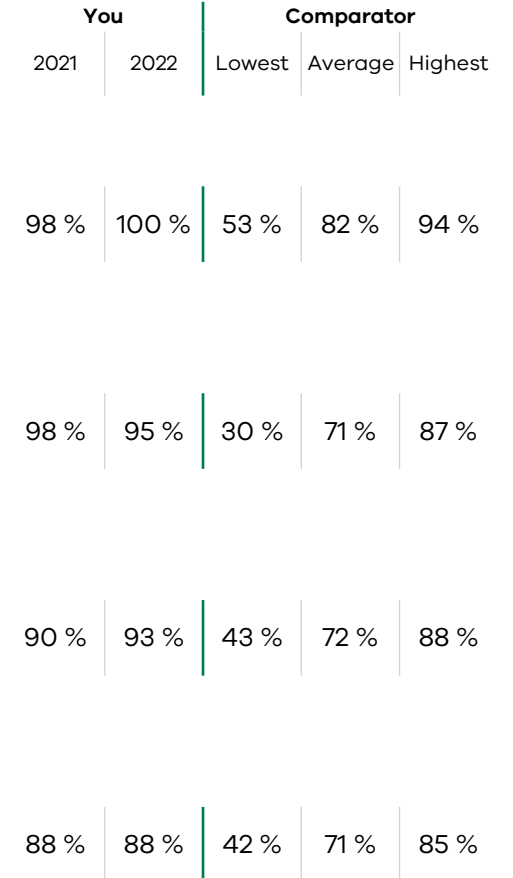 You Comparator
2021 2022 Lowest Average Highest
98 % 100 % 53 % 82 % 94 %
98 % 95 % 30 % 71 % 87 %
90 % 93 % 43 % 72 % 88 %
88 % 88 % 42 % 71 % 85 %